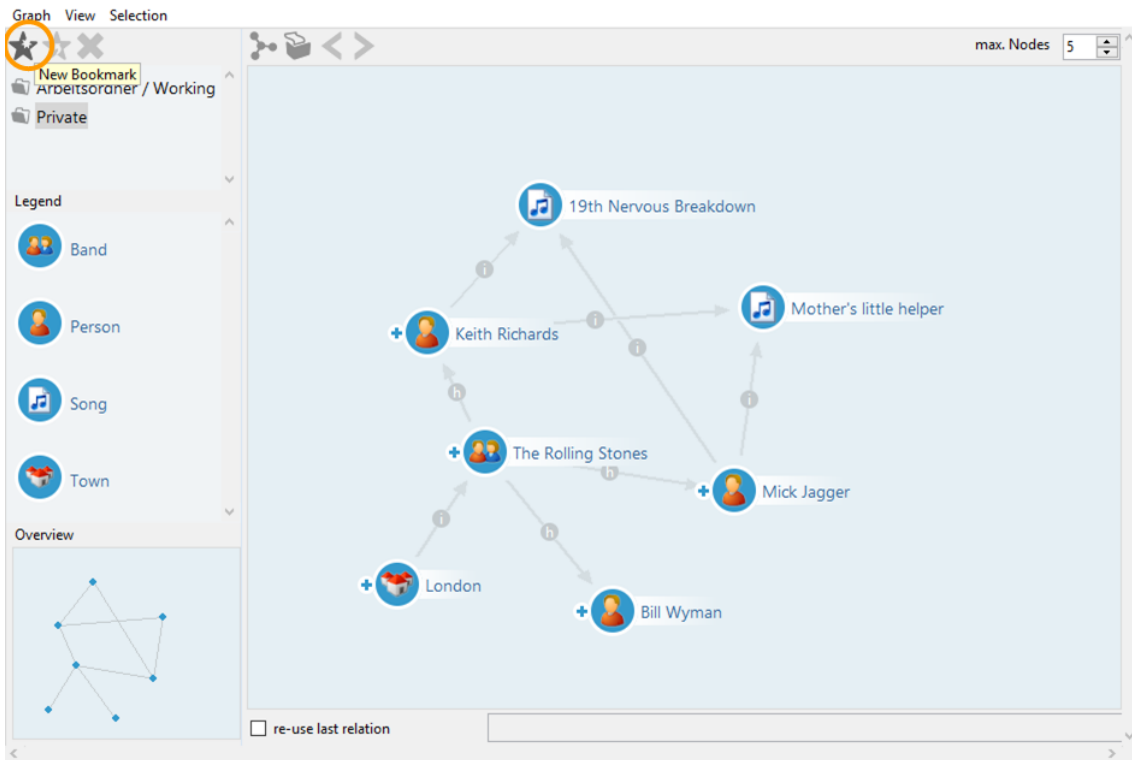 Graph View Selection
max. Nodes 5
New Bookmark
Arbeitsordner / Working
Private
Legend
Band
Person
Song
Town
Overview
19th Nervous Breakdown
i
Mother's little helper
Keith Richards
i
i
h
i
The Rolling Stones
h
Mick Jagger
i
h
London
Bill Wyman
re-use last relation